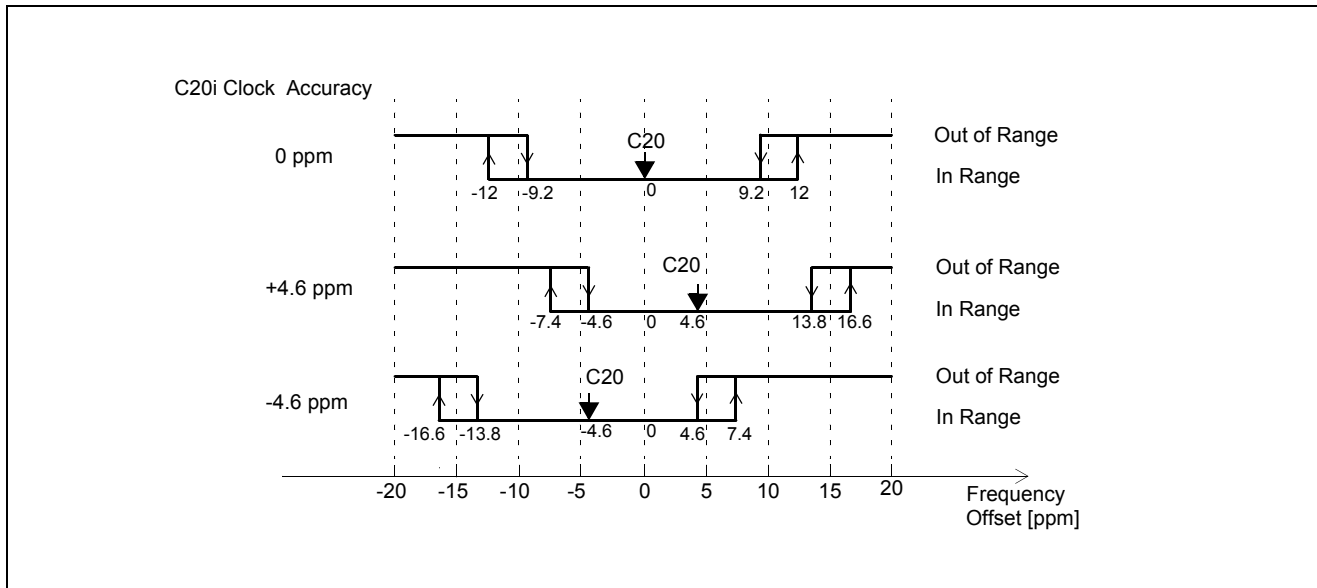 C20i Clock Accuracy
0 ppm
C20
Out of Range
In Range
-12 -9.2 0 9.2 12
+4.6 ppm
C20
Out of Range
In Range
-7.4 -4.6 0 4.6 13.8 16.6
-4.6 ppm
C20
Out of Range
In Range
-16.6 -13.8 -4.6 0 4.6 7.4
-20 -15 -10 -5 0 5 10 15 20
Frequency
Offset [ppm]